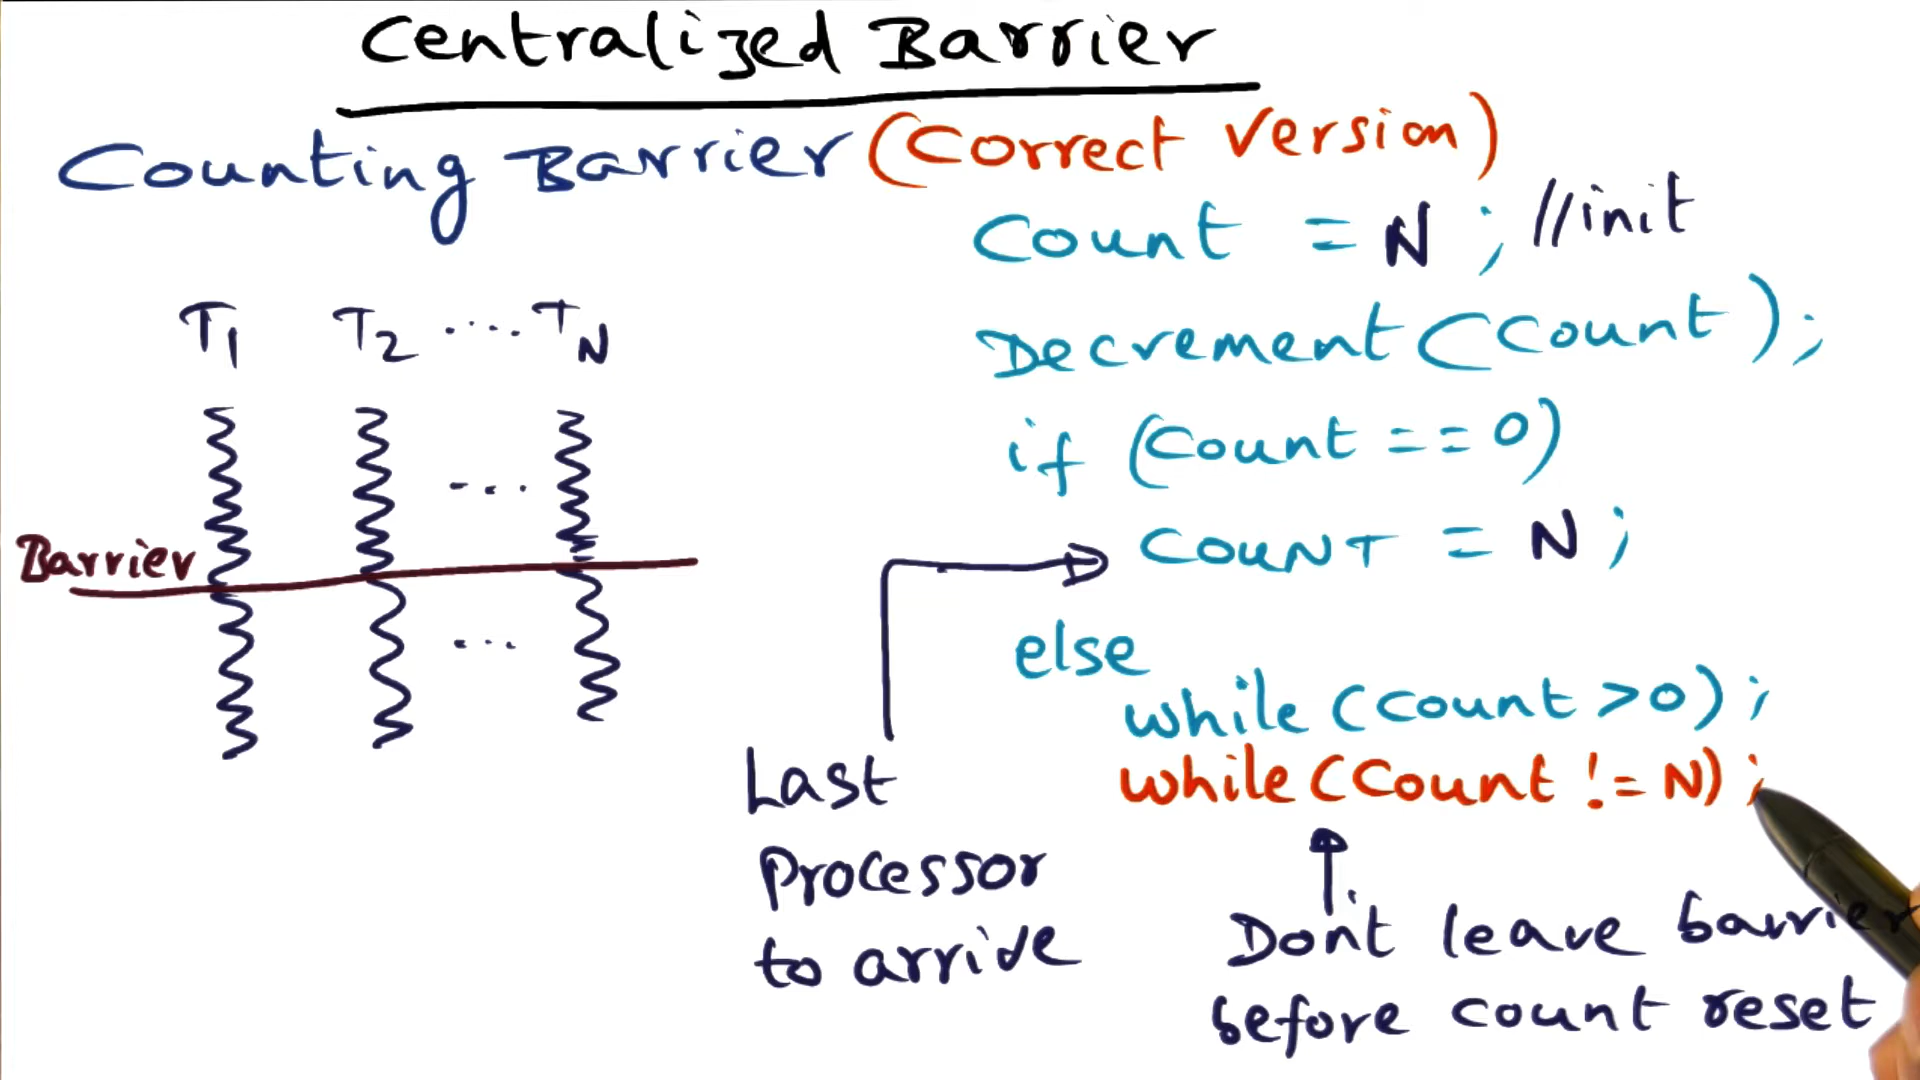 Centralized Barrier
Counting Barrier (Correct version)
Count = N ; //init
Decrement (Count);
if (Count == 0)
COUNT = N ;
else
while (Count > 0) ;
while (Count != N) ;
T1 T2 ..... TN
...
Barrier
...
Last
Processor
to arrive
Dont leave barrier
before count reset